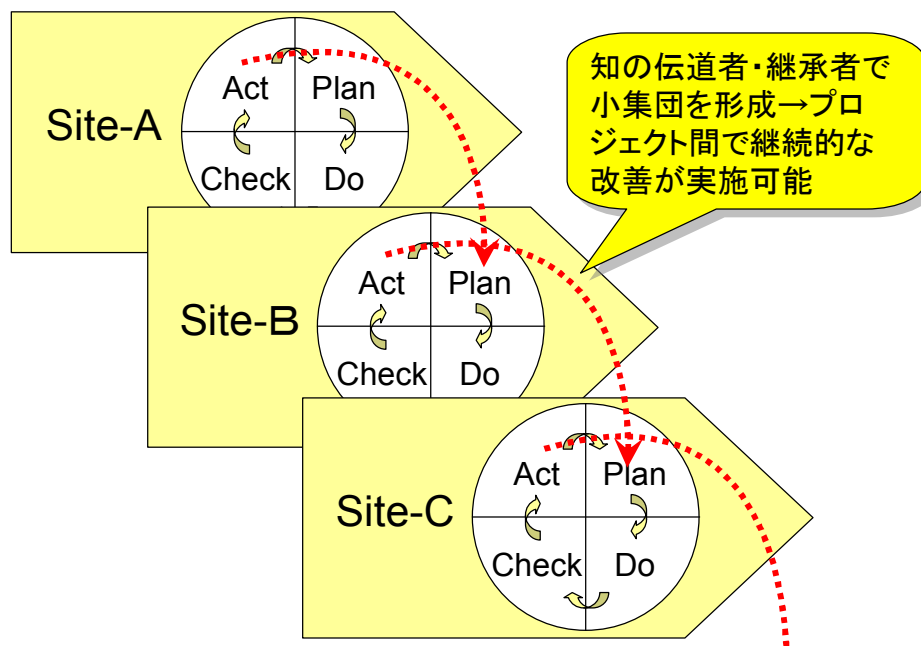 知の伝道者・継承者で
小集団を形成→プロ
ジェクト間で継続的な
改善が実施可能
Site-A
Act
Plan
Check
Do
Site-B
Act
Plan
Check
Do
Site-C
Act
Plan
Check
Do